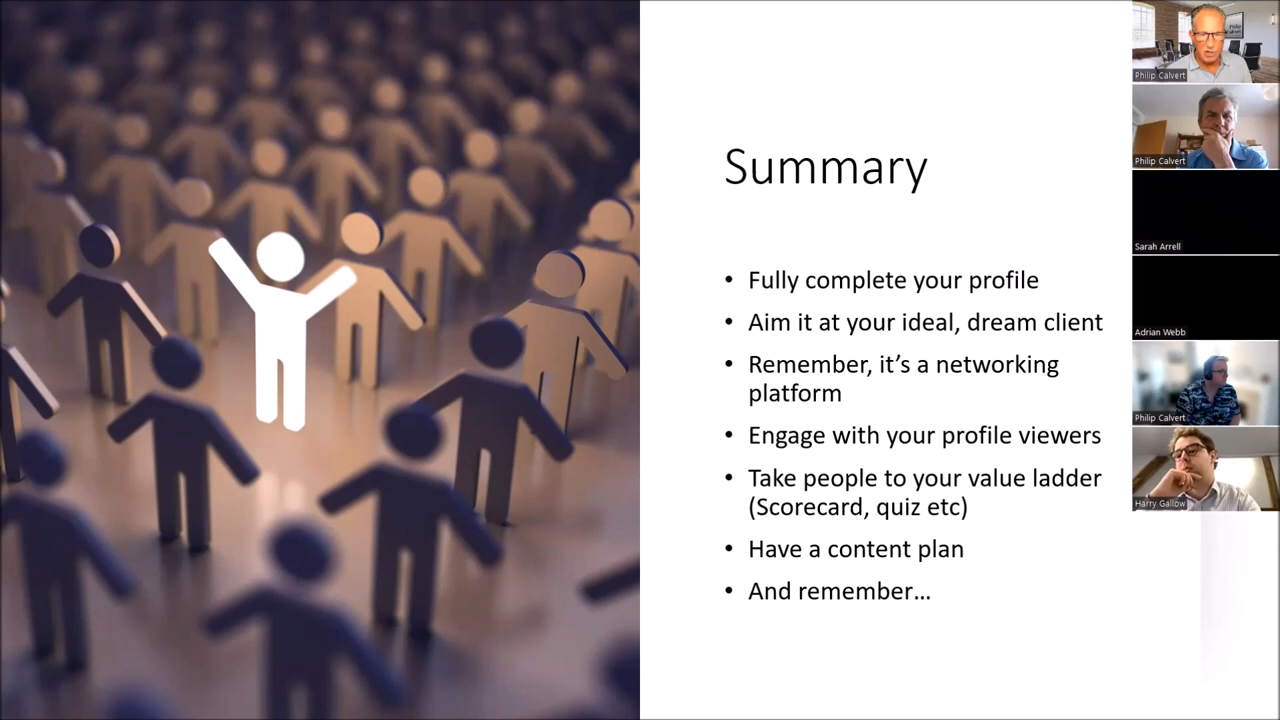 Summary
• Fully complete your profile
• Aim it at your ideal, dream client
• Remember, it’s a networking
platform
• Engage with your profile viewers
• Take people to your value ladder
(Scorecard, quiz etc)
• Have a content plan
• And remember…
Philip Calvert
Philip Calvert
Sarah Arrell
Adrian Webb
Philip Calvert
Harry Gallow